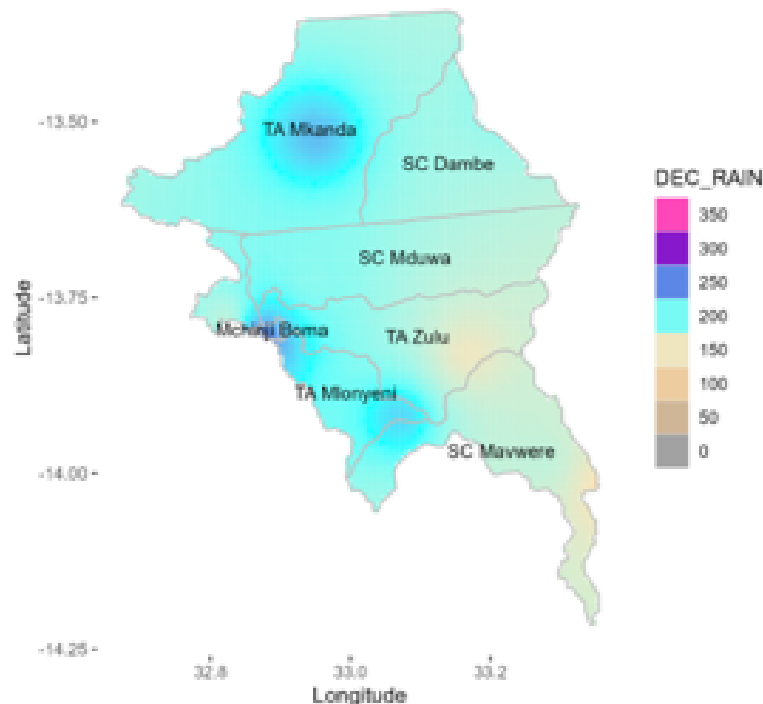 -13.50
TA Mkanda
SC Dambe
DEC_RAIN
350
300
SC Mduwa
250
-13.75
200
Mchinji Boma
TA Zulu
150
Latitude
100
TA Mlonyeni
50
SC Mavwere
0
-14.00
-14.25
32.8
33.0
33.2
Longitude